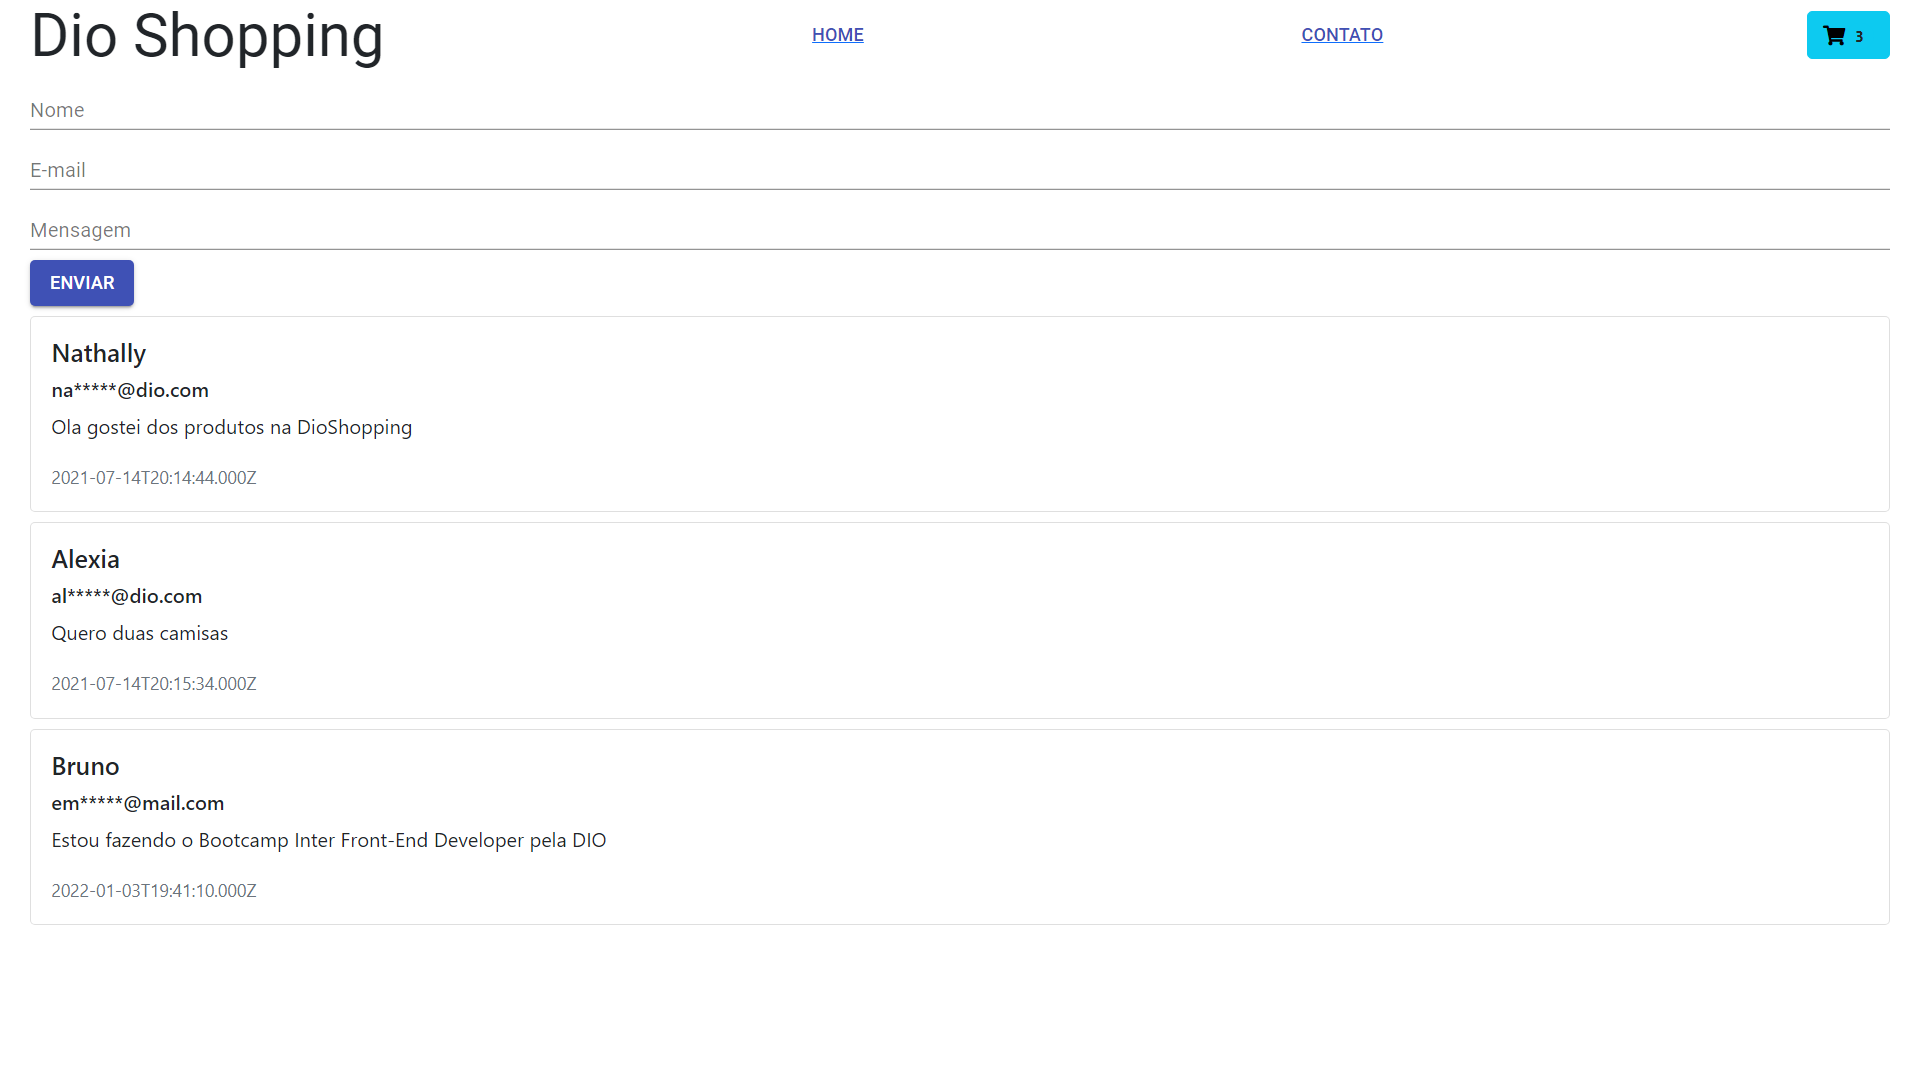 Dio Shopping HOME CONTATO 3
Nome
E-mail
Mensagem
ENVIAR
Nathally
na*****@dio.com
Ola gostei dos produtos na DioShopping
2021-07-14T20:14:44.000Z
Alexia
al*****@dio.com
Quero duas camisas
2021-07-14T20:15:34.000Z
Bruno
em*****@mail.com
Estou fazendo o Bootcamp Inter Front-End Developer pela DIO
2022-01-03T19:41:10.000Z